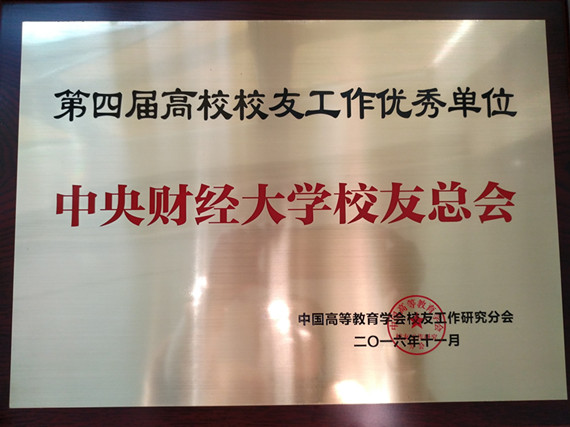 第四届高校校友工作优秀单位
中央财经大学校友总会
中国高等教育学会校友工作研究分会
二〇一六年十一月